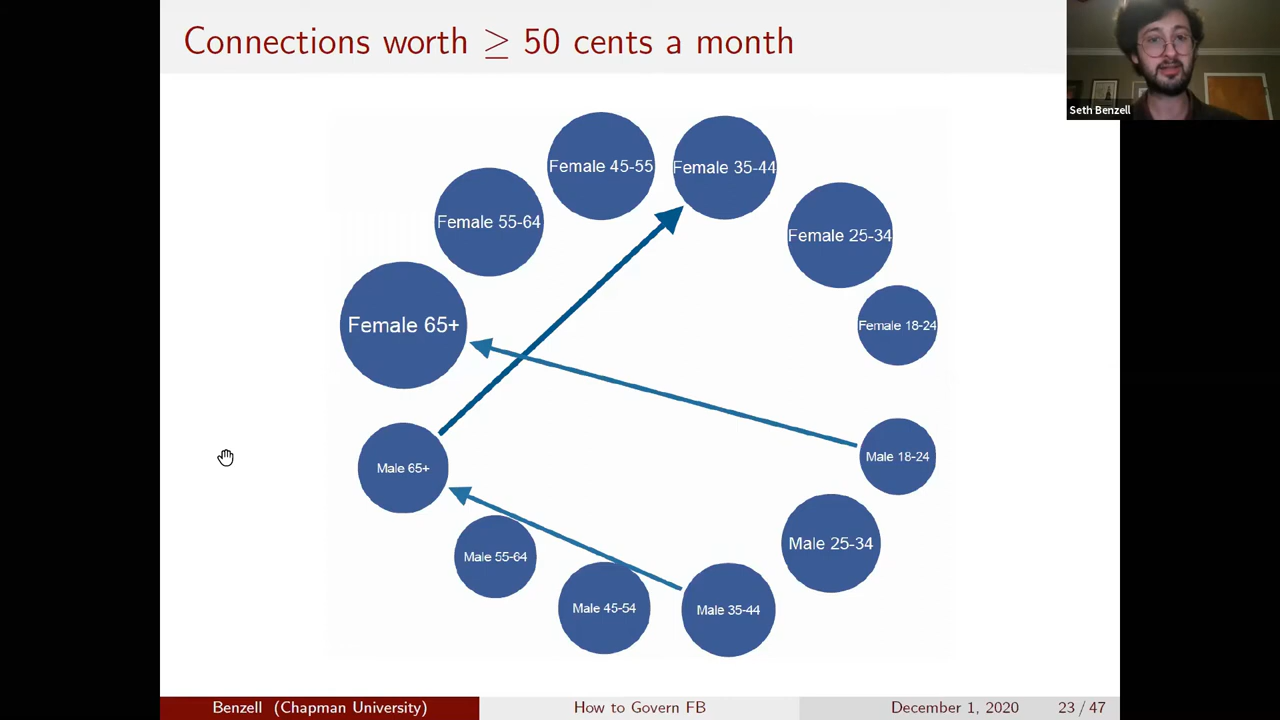 Connections worth ≥ 50 cents a month
Seth Benzell
Female 45-55
Female 35-44
Female 55-64
Female 25-34
Female 65+
Female 18-24
Male 65+
Male 18-24
Male 55-64
Male 25-34
Male 45-54
Male 35-44
Benzell (Chapman University)
How to Govern FB
December 1, 2020
23 / 47